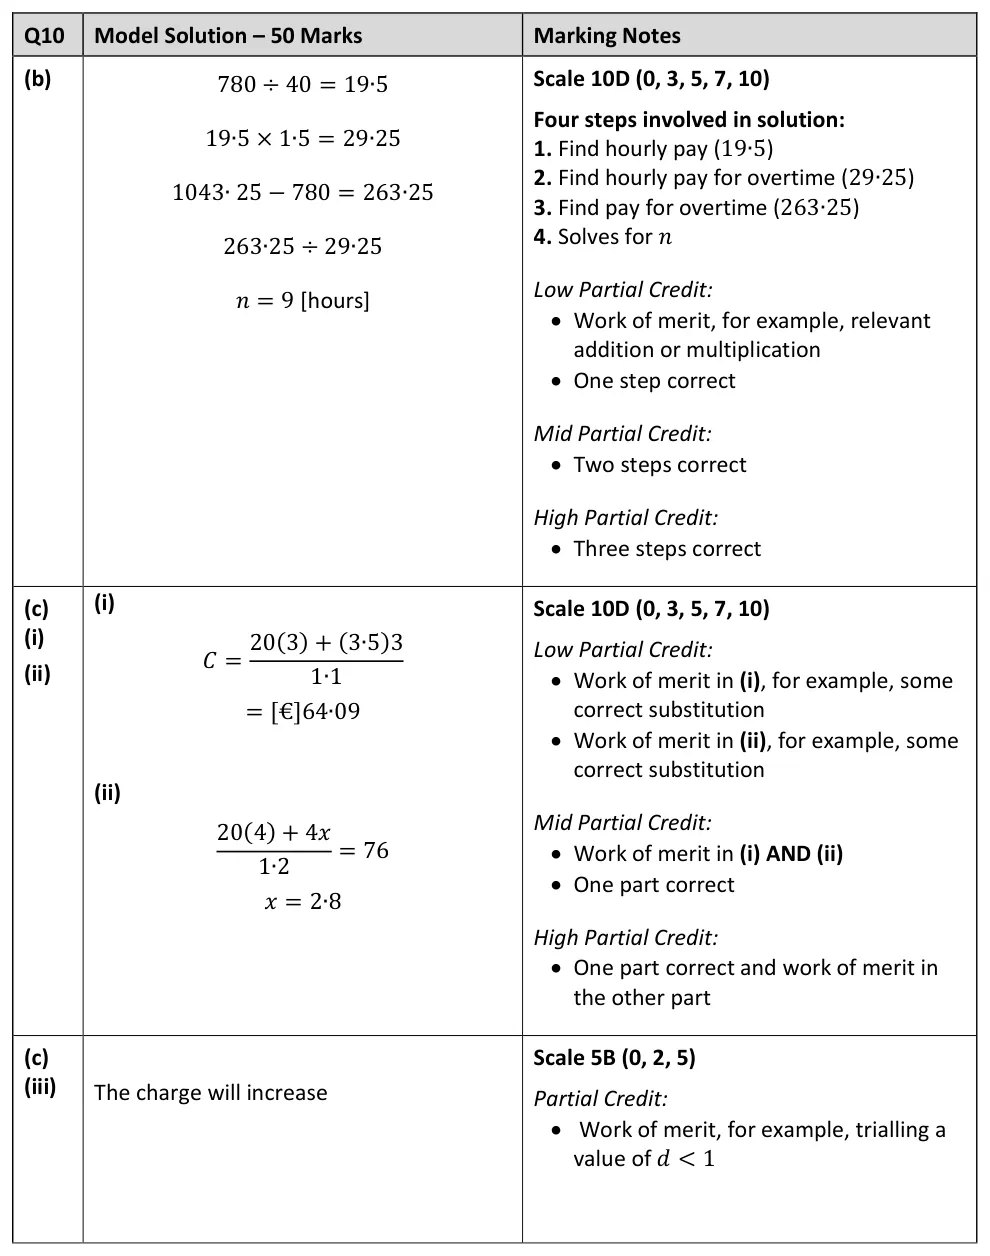 Q10 Model Solution – 50 Marks Marking Notes
(b)
780 ÷ 40 = 19·5
19·5 × 1·5 = 29·25
1043· 25 − 780 = 263·25
263·25 ÷ 29·25
n = 9 [hours]
Scale 10D (0, 3, 5, 7, 10)
Four steps involved in solution:
1. Find hourly pay (19·5)
2. Find hourly pay for overtime (29·25)
3. Find pay for overtime (263·25)
4. Solves for n
Low Partial Credit:
• Work of merit, for example, relevant
addition or multiplication
• One step correct
Mid Partial Credit:
• Two steps correct
High Partial Credit:
• Three steps correct
(c)
(i)
(ii)
(i)
C = 20(3) + (3·5)3 / 1·1
= [€]64·09
(ii)
20(4) + 4x / 1·2 = 76
x = 2·8
Scale 10D (0, 3, 5, 7, 10)
Low Partial Credit:
• Work of merit in (i), for example, some
correct substitution
• Work of merit in (ii), for example, some
correct substitution
Mid Partial Credit:
• Work of merit in (i) AND (ii)
• One part correct
High Partial Credit:
• One part correct and work of merit in
the other part
(c)
(iii)
The charge will increase
Scale 5B (0, 2, 5)
Partial Credit:
• Work of merit, for example, trialling a
value of d < 1